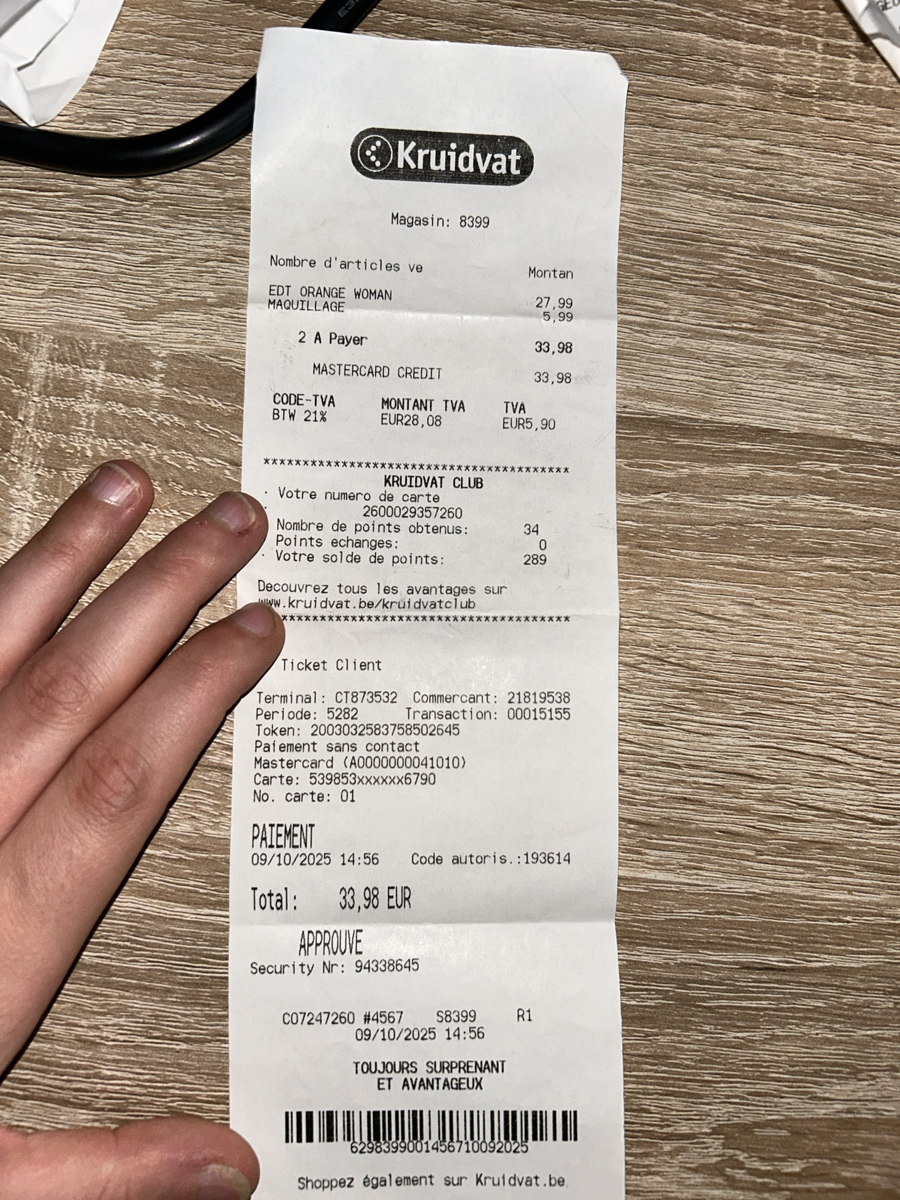 Kruidvat
Magasin: 8399
Nombre d'articles ve Montan
EDT ORANGE WOMAN 27,99
MAQUILLAGE 5,99
2 A Payer 33,98
MASTERCARD CREDIT 33,98
CODE-TVA MONTANT TVA TVA
BTW 21% EUR28,08 EUR5,90
***************************************
KRUIDVAT CLUB
Votre numero de carte
2600029357260
Nombre de points obtenus: 34
Points echanges: 0
Votre solde de points: 289
Decouvrez tous les avantages sur
www.kruidvat.be/kruidvatclub
***************************************
Ticket Client
Terminal: CT873532 Commercant: 21819538
Periode: 5282 Transaction: 00015155
Token: 2003032583758502645
Paiement sans contact
Mastercard (A0000000041010)
Carte: 539853xxxxxx6790
No. carte: 01
PAIEMENT
09/10/2025 14:56 Code autoris.:193614
Total: 33,98 EUR
APPROUVE
Security Nr: 94338645
C07247260 #4567 S8399 R1
09/10/2025 14:56
TOUJOURS SURPRENANT
ET AVANTAGEUX
6298399001456710092025
Shoppez également sur Kruidvat.be